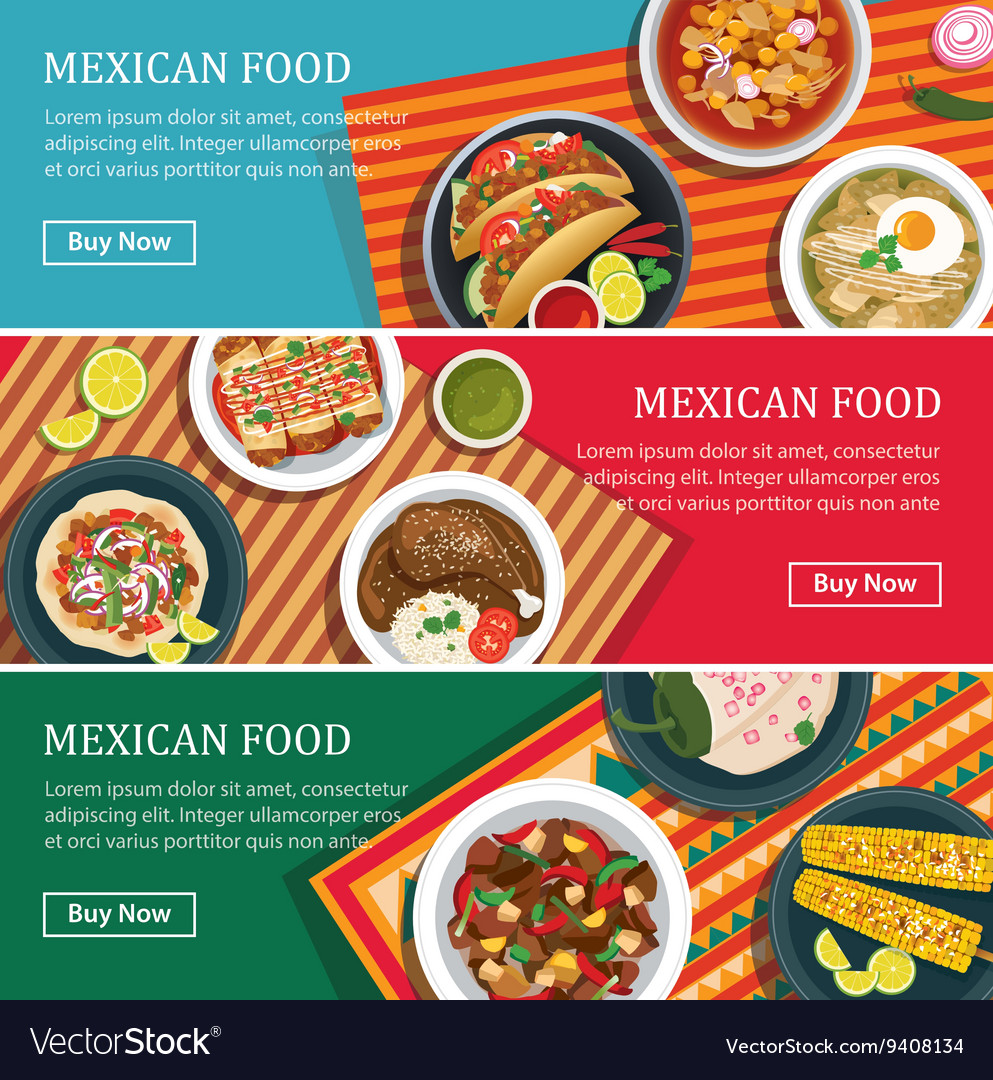 MEXICAN FOOD
Lorem ipsum dolor sit amet, consectetur
adipiscing elit. Integer ullamcorper eros
et orci varius porttitor quis non ante.
Buy Now
MEXICAN FOOD
Lorem ipsum dolor sit amet, consectetur
adipiscing elit. Integer ullamcorper eros
et orci varius porttitor quis non ante
Buy Now
MEXICAN FOOD
Lorem ipsum dolor sit amet, consectetur
adipiscing elit. Integer ullamcorper eros
et orci varius porttitor quis non ante.
Buy Now
VectorStock®
VectorStock.com/9408134